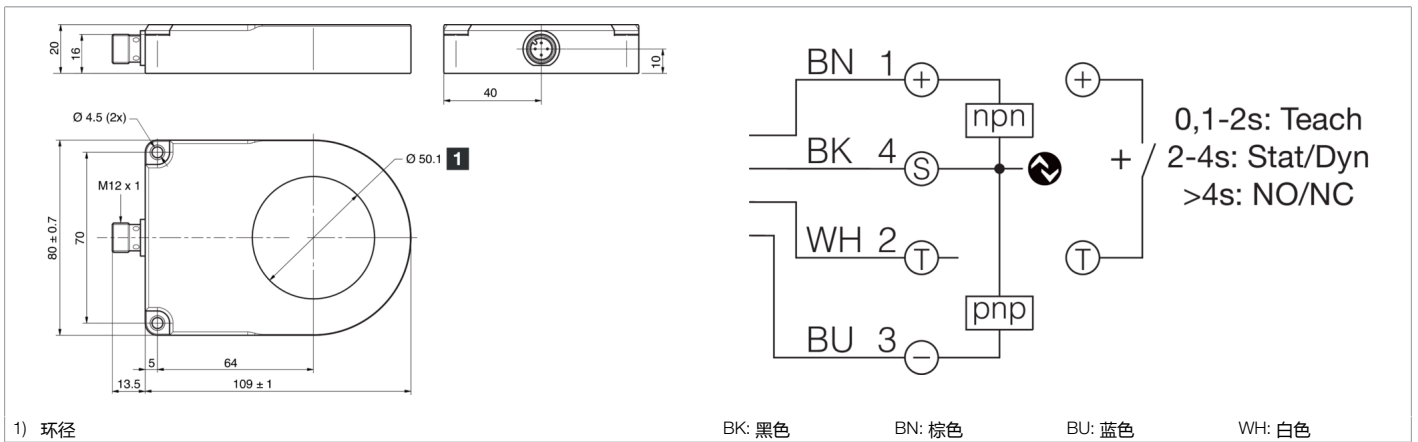 20
16
10
40
Ø 4.5 (2x)
Ø 50.1 1
M12 x 1
80 ± 0.7
70
5
64
13.5
109 ± 1
BN 1 +
npn
BK 4 S
WH 2 T
pnp
BU 3 −
+
+
T
0,1-2s: Teach
2-4s: Stat/Dyn
>4s: NO/NC
1) 环径
BK: 黑色 BN: 棕色 BU: 蓝色 WH: 白色